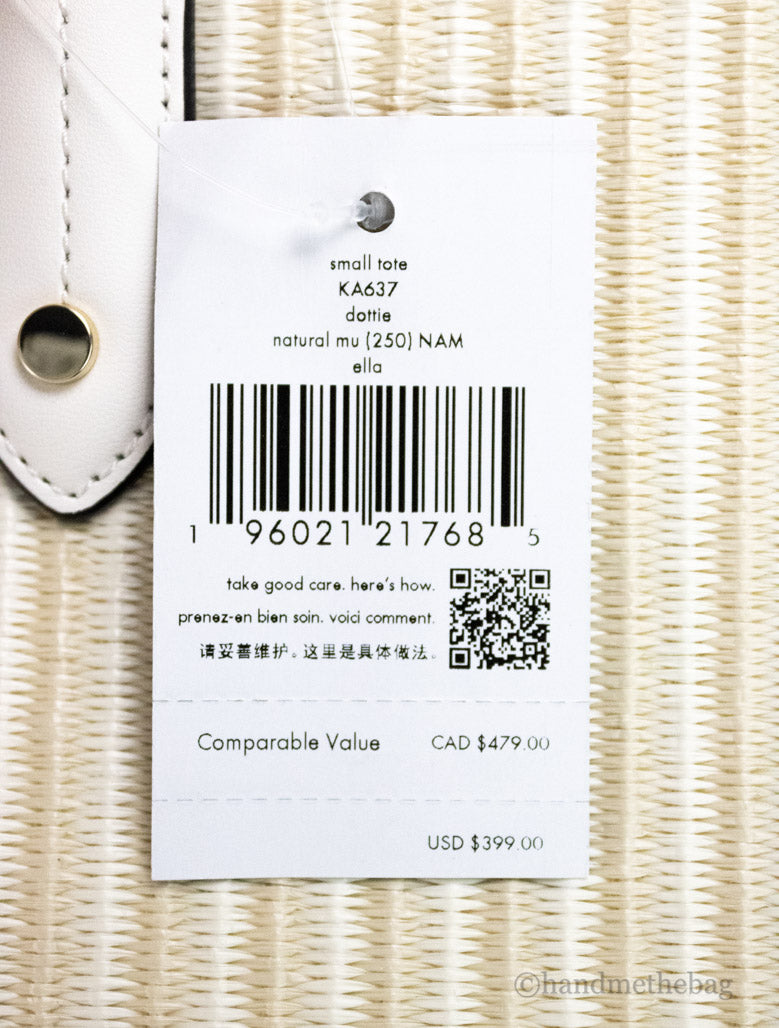 small tote
KA637
dottie
natural mu (250) NAM
ella
1 96021 21768 5
take good care. here's how.
prenez-en bien soin. voici comment.
请妥善维护。这里是具体做法。
Comparable Value CAD $479.00
USD $399.00
©handmethebag